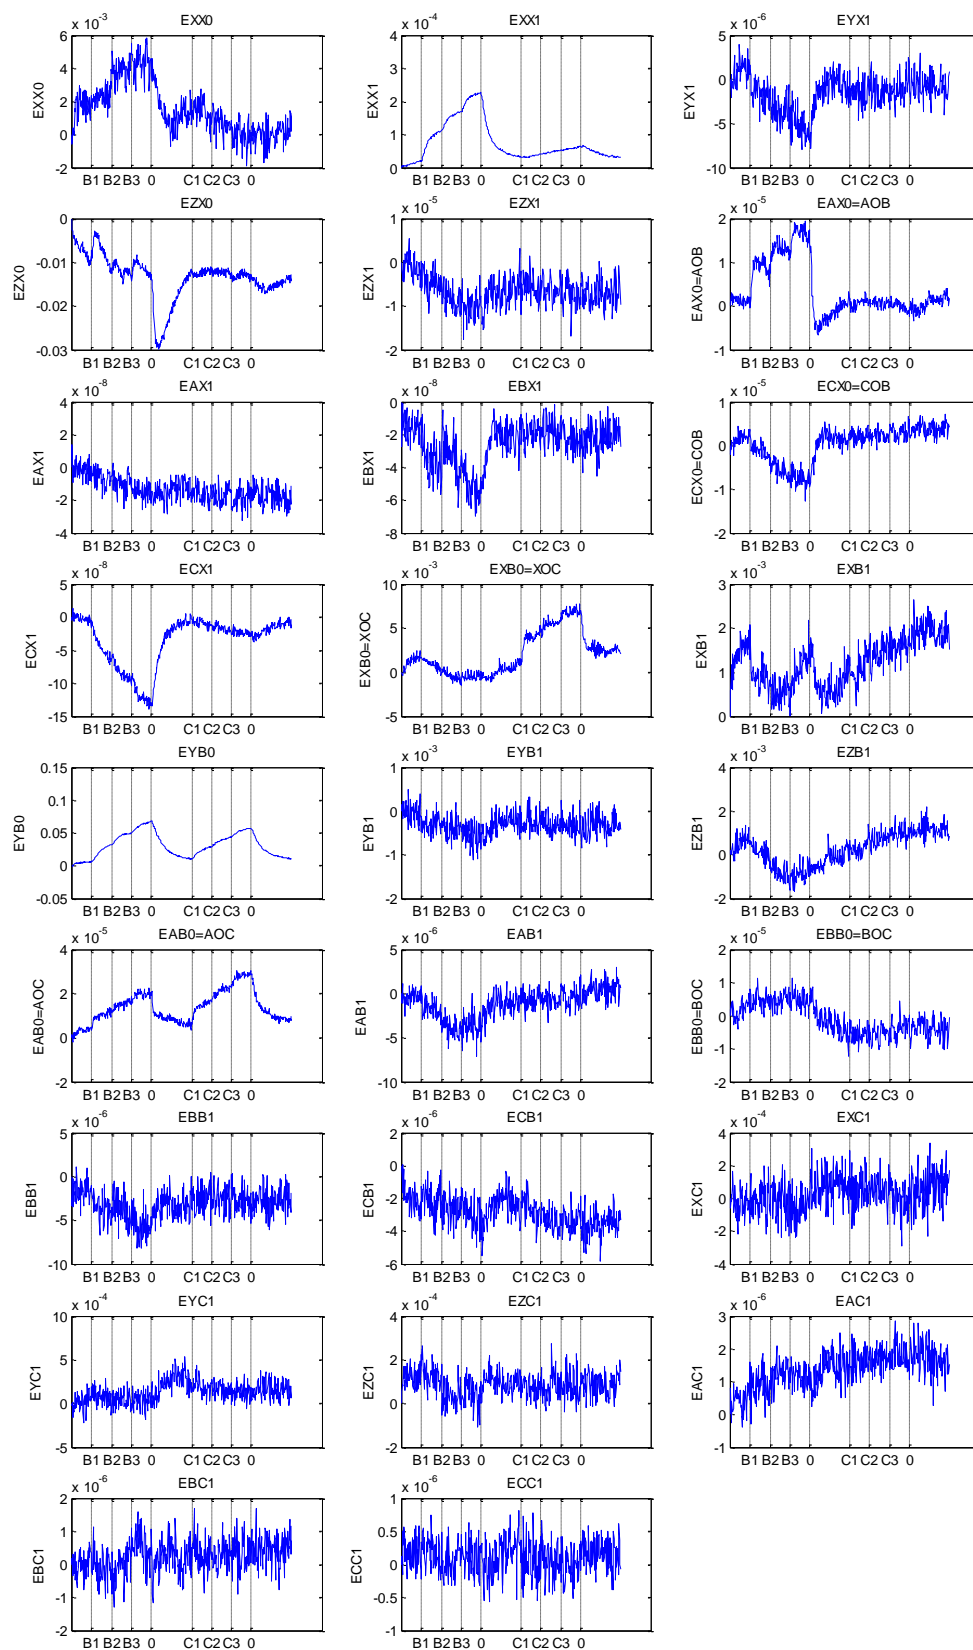 x 10-3 EXX0
6
4
2
0
-2
EXX0
B1 B2 B3 0 C1 C2 C3 0
x 10-4 EXX1
4
3
2
1
0
EXX1
B1 B2 B3 0 C1 C2 C3 0
x 10-6 EYX1
5
0
-5
-10
EYX1
B1 B2 B3 0 C1 C2 C3 0
EZX0
0
-0.01
-0.02
-0.03
EZX0
B1 B2 B3 0 C1 C2 C3 0
x 10-5 EZX1
1
0
-1
-2
EZX1
B1 B2 B3 0 C1 C2 C3 0
x 10-5 EAX0=AOB
2
1
0
-1
EAX0=AOB
B1 B2 B3 0 C1 C2 C3 0
x 10-8 EAX1
4
2
0
-2
-4
EAX1
B1 B2 B3 0 C1 C2 C3 0
x 10-8 EBX1
0
-2
-4
-6
-8
EBX1
B1 B2 B3 0 C1 C2 C3 0
x 10-5 ECX0=COB
1
0
-1
-2
ECX0=COB
B1 B2 B3 0 C1 C2 C3 0
x 10-8 ECX1
5
0
-5
-10
-15
ECX1
B1 B2 B3 0 C1 C2 C3 0
x 10-3 EXB0=XOC
10
5
0
-5
EXB0=XOC
B1 B2 B3 0 C1 C2 C3 0
x 10-3 EXB1
3
2
1
0
EXB1
B1 B2 B3 0 C1 C2 C3 0
EYB0
0.15
0.1
0.05
0
-0.05
EYB0
B1 B2 B3 0 C1 C2 C3 0
x 10-3 EYB1
1
0
-1
-2
EYB1
B1 B2 B3 0 C1 C2 C3 0
x 10-3 EZB1
4
2
0
-2
EZB1
B1 B2 B3 0 C1 C2 C3 0
x 10-5 EAB0=AOC
4
2
0
-2
EAB0=AOC
B1 B2 B3 0 C1 C2 C3 0
x 10-6 EAB1
5
0
-5
-10
EAB1
B1 B2 B3 0 C1 C2 C3 0
x 10-5 EBB0=BOC
2
1
0
-1
-2
EBB0=BOC
B1 B2 B3 0 C1 C2 C3 0
x 10-6 EBB1
5
0
-5
-10
EBB1
B1 B2 B3 0 C1 C2 C3 0
x 10-6 ECB1
2
0
-2
-4
-6
ECB1
B1 B2 B3 0 C1 C2 C3 0
x 10-4 EXC1
4
2
0
-2
-4
EXC1
B1 B2 B3 0 C1 C2 C3 0
x 10-4 EYC1
10
5
0
-5
EYC1
B1 B2 B3 0 C1 C2 C3 0
x 10-4 EZC1
4
2
0
-2
EZC1
B1 B2 B3 0 C1 C2 C3 0
x 10-6 EAC1
3
2
1
0
-1
EAC1
B1 B2 B3 0 C1 C2 C3 0
x 10-6 EBC1
2
1
0
-1
-2
EBC1
B1 B2 B3 0 C1 C2 C3 0
x 10-6 ECC1
1
0.5
0
-0.5
-1
ECC1
B1 B2 B3 0 C1 C2 C3 0